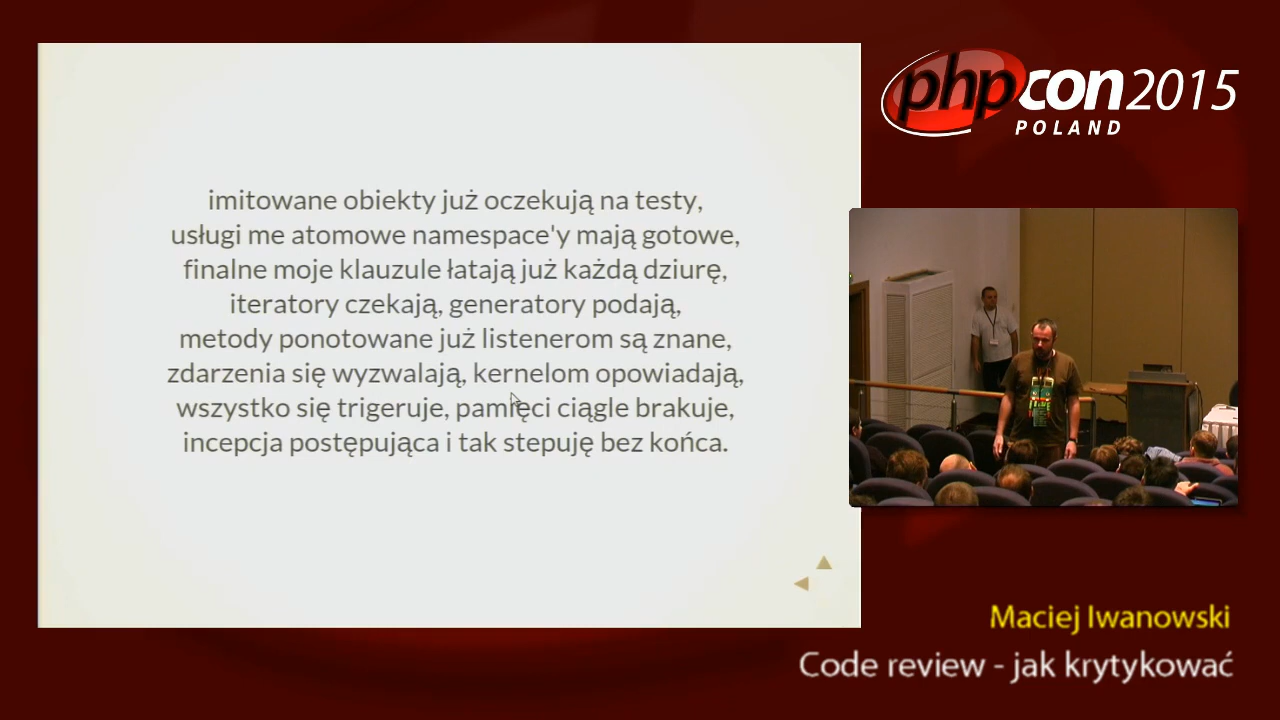 imitowane obiekty już oczekują na testy,
usługi me atomowe namespace'y mają gotowe,
finalne moje klauzule łatają już każdą dziurę,
iteratory czekają, generatory podają,
metody ponotowane już listenerom są znane,
zdarzenia się wyzwalają, kernelom opowiadają,
wszystko się trigeruje, pamięci ciągle brakuje,
incepcja postępująca i tak stepuję bez końca.
phpcon2015
POLAND
Maciej Iwanowski
Code review - jak krytykować